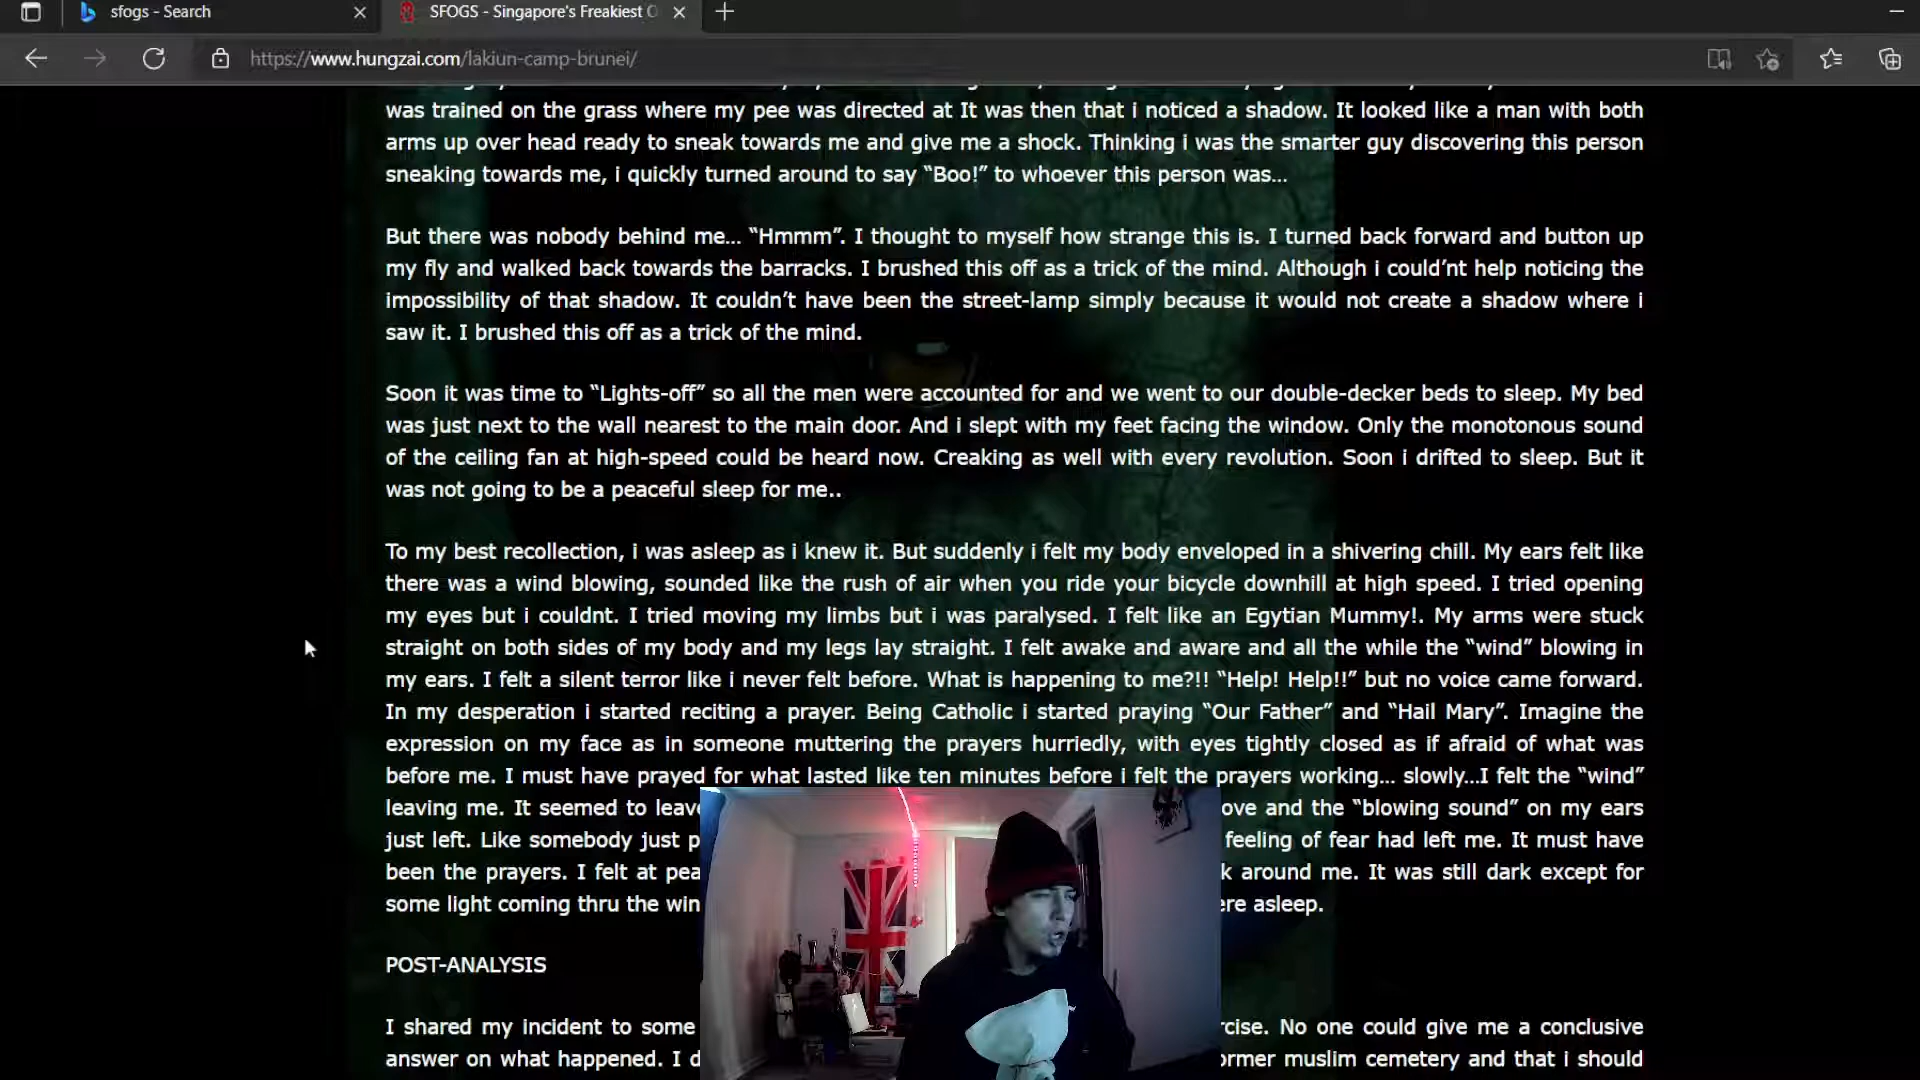 sfogs - Search
SFOGS - Singapore's Freakiest
https://www.hungzai.com/lakiun-camp-brunei/
was trained on the grass where my pee was directed at It was then that i noticed a shadow. It looked like a man with both
arms up over head ready to sneak towards me and give me a shock. Thinking i was the smarter guy discovering this person
sneaking towards me, i quickly turned around to say “Boo!” to whoever this person was...
But there was nobody behind me... “Hmmm”. I thought to myself how strange this is. I turned back forward and button up
my fly and walked back towards the barracks. I brushed this off as a trick of the mind. Although i could’nt help noticing the
impossibility of that shadow. It couldn’t have been the street-lamp simply because it would not create a shadow where i
saw it. I brushed this off as a trick of the mind.
Soon it was time to “Lights-off” so all the men were accounted for and we went to our double-decker beds to sleep. My bed
was just next to the wall nearest to the main door. And i slept with my feet facing the window. Only the monotonous sound
of the ceiling fan at high-speed could be heard now. Creaking as well with every revolution. Soon i drifted to sleep. But it
was not going to be a peaceful sleep for me..
To my best recollection, i was asleep as i knew it. But suddenly i felt my body enveloped in a shivering chill. My ears felt like
there was a wind blowing, sounded like the rush of air when you ride your bicycle downhill at high speed. I tried opening
my eyes but i couldnt. I tried moving my limbs but i was paralysed. I felt like an Egytian Mummy!. My arms were stuck
straight on both sides of my body and my legs lay straight. I felt awake and aware and all the while the “wind” blowing in
my ears. I felt a silent terror like i never felt before. What is happening to me?!! “Help! Help!!” but no voice came forward.
In my desperation i started reciting a prayer. Being Catholic i started praying “Our Father” and “Hail Mary”. Imagine the
expression on my face as in someone muttering the prayers hurriedly, with eyes tightly closed as if afraid of what was
before me. I must have prayed for what lasted like ten minutes before i felt the prayers working... slowly...I felt the “wind”
leaving me. It seemed to leav ove and the “blowing sound” on my ears
just left. Like somebody just p feeling of fear had left me. It must have
been the prayers. I felt at pea k around me. It was still dark except for
some light coming thru the win ere asleep.
POST-ANALYSIS
I shared my incident to some rcise. No one could give me a conclusive
answer on what happened. I d ormer muslim cemetery and that i should